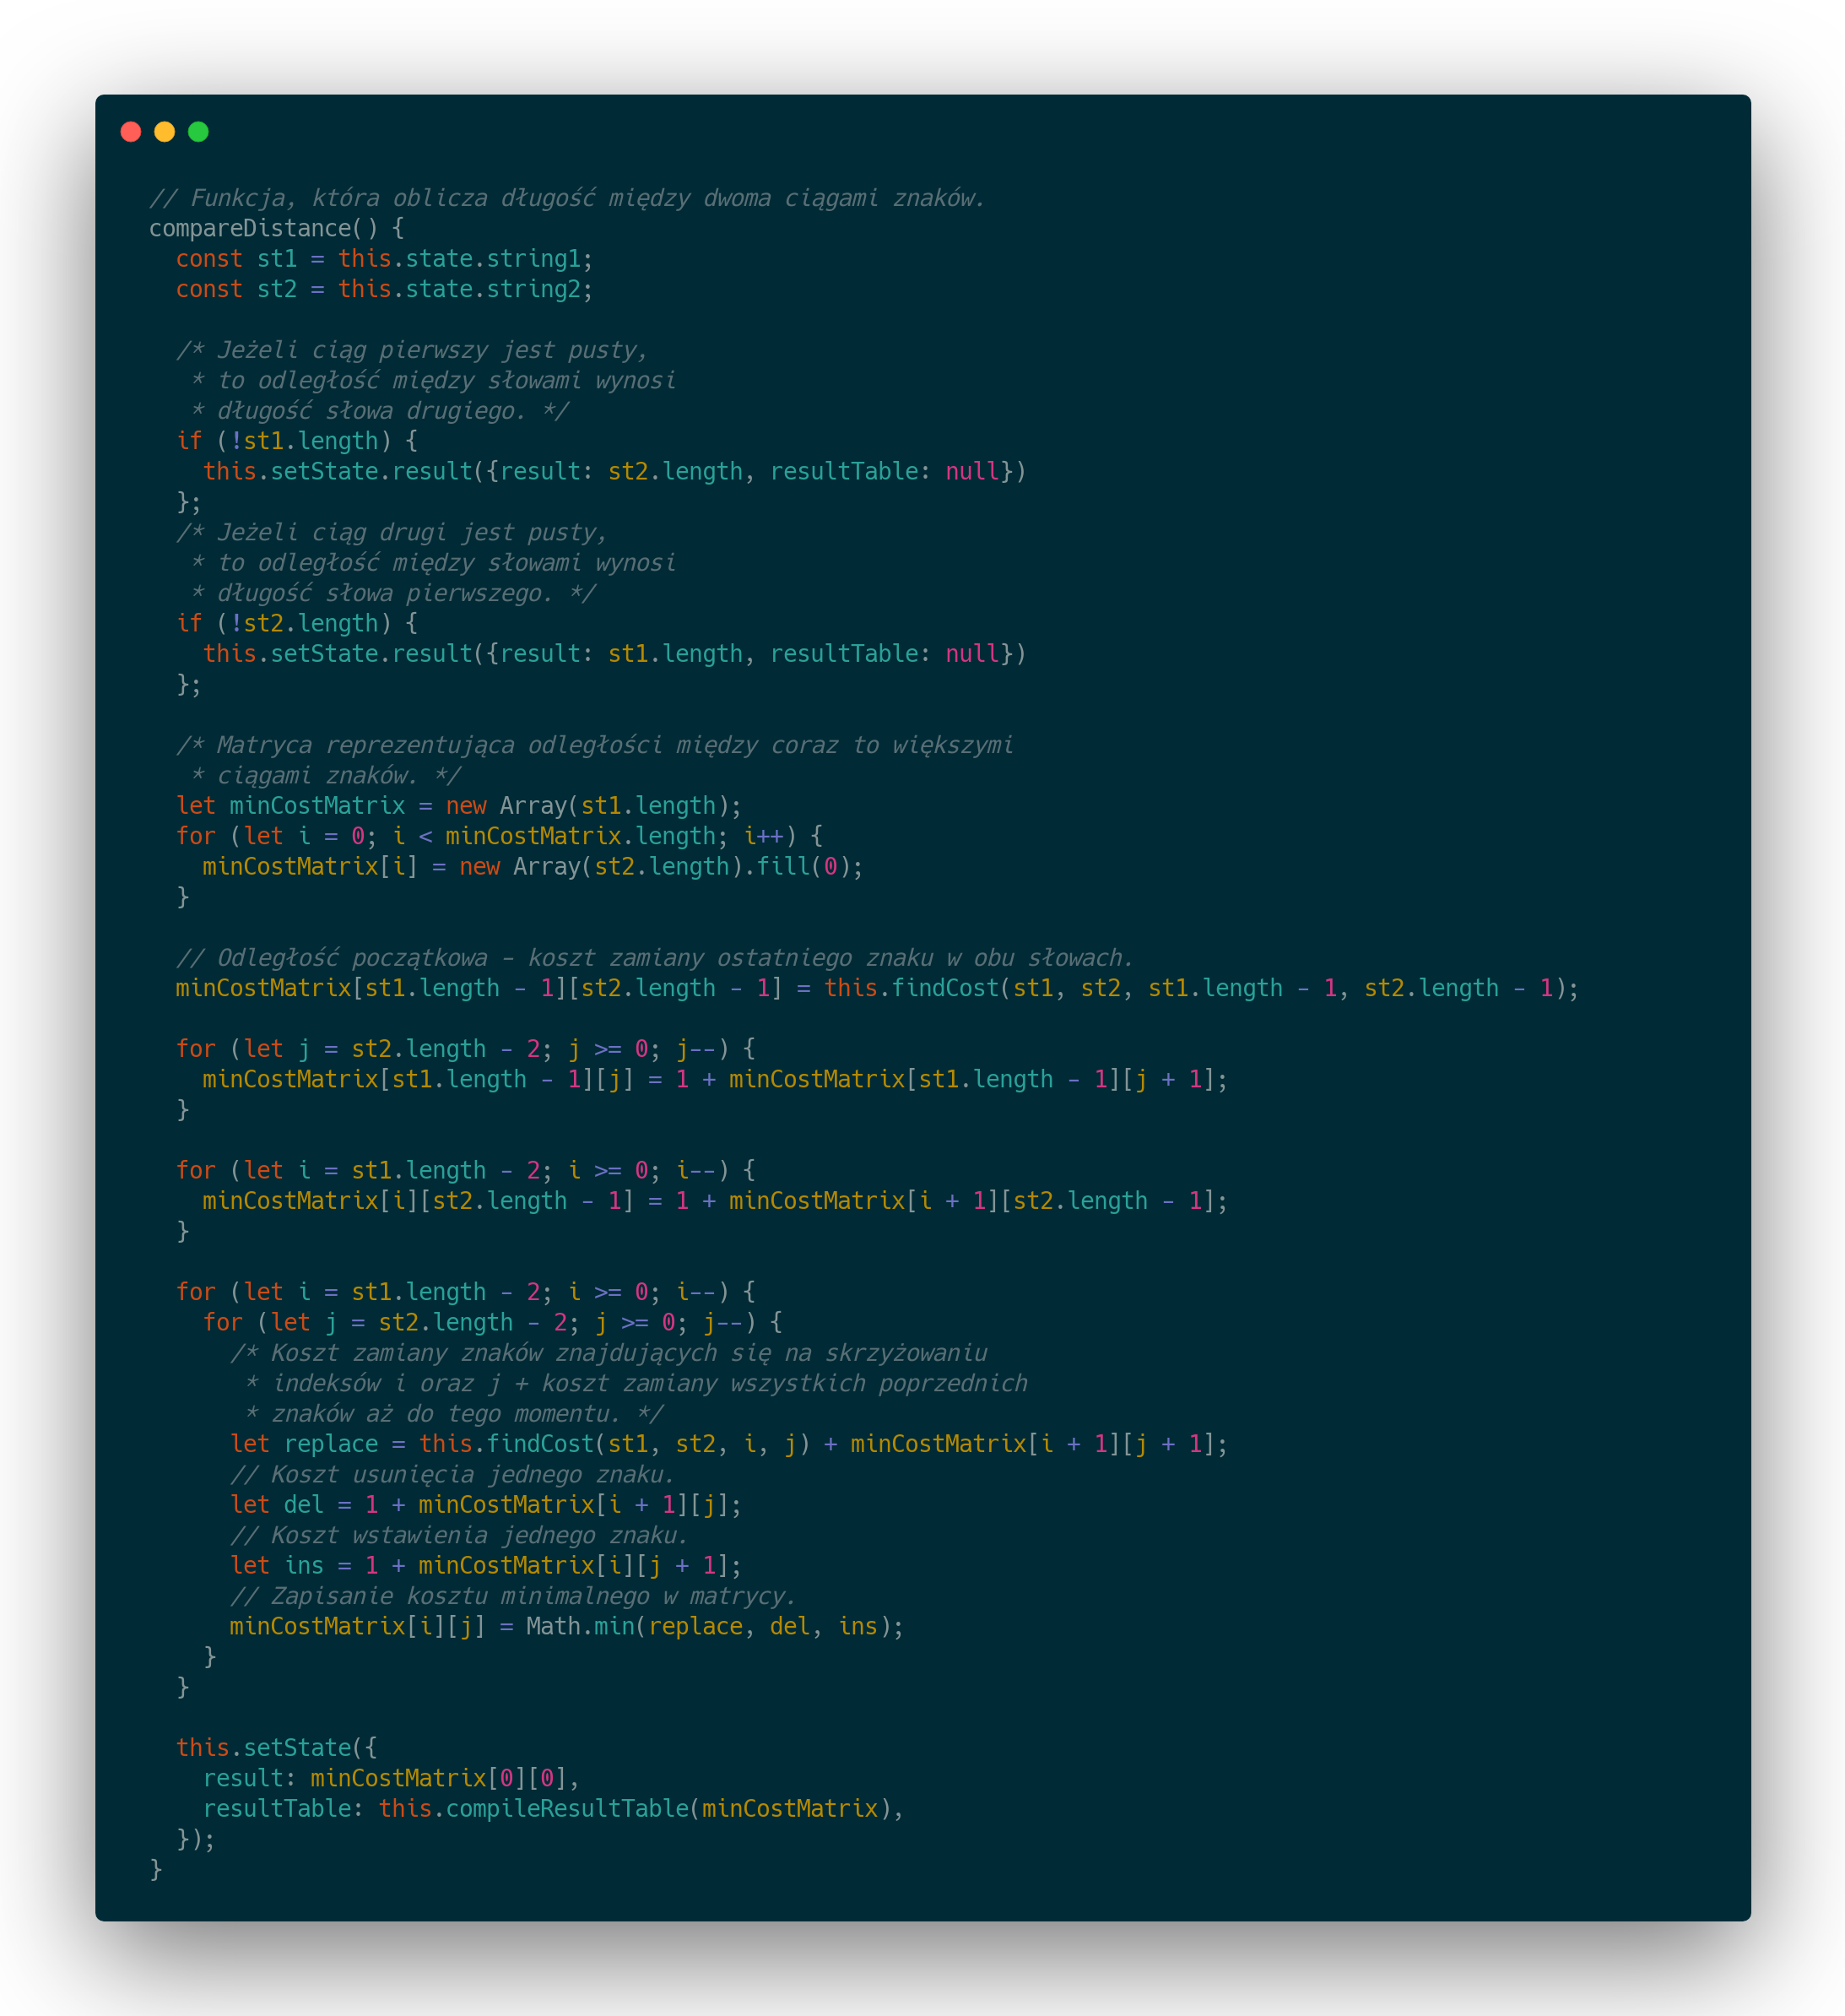 // Funkcja, która oblicza długość między dwoma ciągami znaków.
compareDistance() {
  const st1 = this.state.string1;
  const st2 = this.state.string2;

  /* Jeżeli ciąg pierwszy jest pusty,
   * to odległość między słowami wynosi
   * długość słowa drugiego. */
  if (!st1.length) {
    this.setState.result({result: st2.length, resultTable: null})
  };
  /* Jeżeli ciąg drugi jest pusty,
   * to odległość między słowami wynosi
   * długość słowa pierwszego. */
  if (!st2.length) {
    this.setState.result({result: st1.length, resultTable: null})
  };

  /* Matryca reprezentująca odległości między coraz to większymi
   * ciągami znaków. */
  let minCostMatrix = new Array(st1.length);
  for (let i = 0; i < minCostMatrix.length; i++) {
    minCostMatrix[i] = new Array(st2.length).fill(0);
  }

  // Odległość początkowa - koszt zamiany ostatniego znaku w obu słowach.
  minCostMatrix[st1.length - 1][st2.length - 1] = this.findCost(st1, st2, st1.length - 1, st2.length - 1);

  for (let j = st2.length - 2; j >= 0; j--) {
    minCostMatrix[st1.length - 1][j] = 1 + minCostMatrix[st1.length - 1][j + 1];
  }

  for (let i = st1.length - 2; i >= 0; i--) {
    minCostMatrix[i][st2.length - 1] = 1 + minCostMatrix[i + 1][st2.length - 1];
  }

  for (let i = st1.length - 2; i >= 0; i--) {
    for (let j = st2.length - 2; j >= 0; j--) {
      /* Koszt zamiany znaków znajdujących się na skrzyżowaniu
       * indeksów i oraz j + koszt zamiany wszystkich poprzednich
       * znaków aż do tego momentu. */
      let replace = this.findCost(st1, st2, i, j) + minCostMatrix[i + 1][j + 1];
      // Koszt usunięcia jednego znaku.
      let del = 1 + minCostMatrix[i + 1][j];
      // Koszt wstawienia jednego znaku.
      let ins = 1 + minCostMatrix[i][j + 1];
      // Zapisanie kosztu minimalnego w matrycy.
      minCostMatrix[i][j] = Math.min(replace, del, ins);
    }
  }

  this.setState({
    result: minCostMatrix[0][0],
    resultTable: this.compileResultTable(minCostMatrix),
  });
}